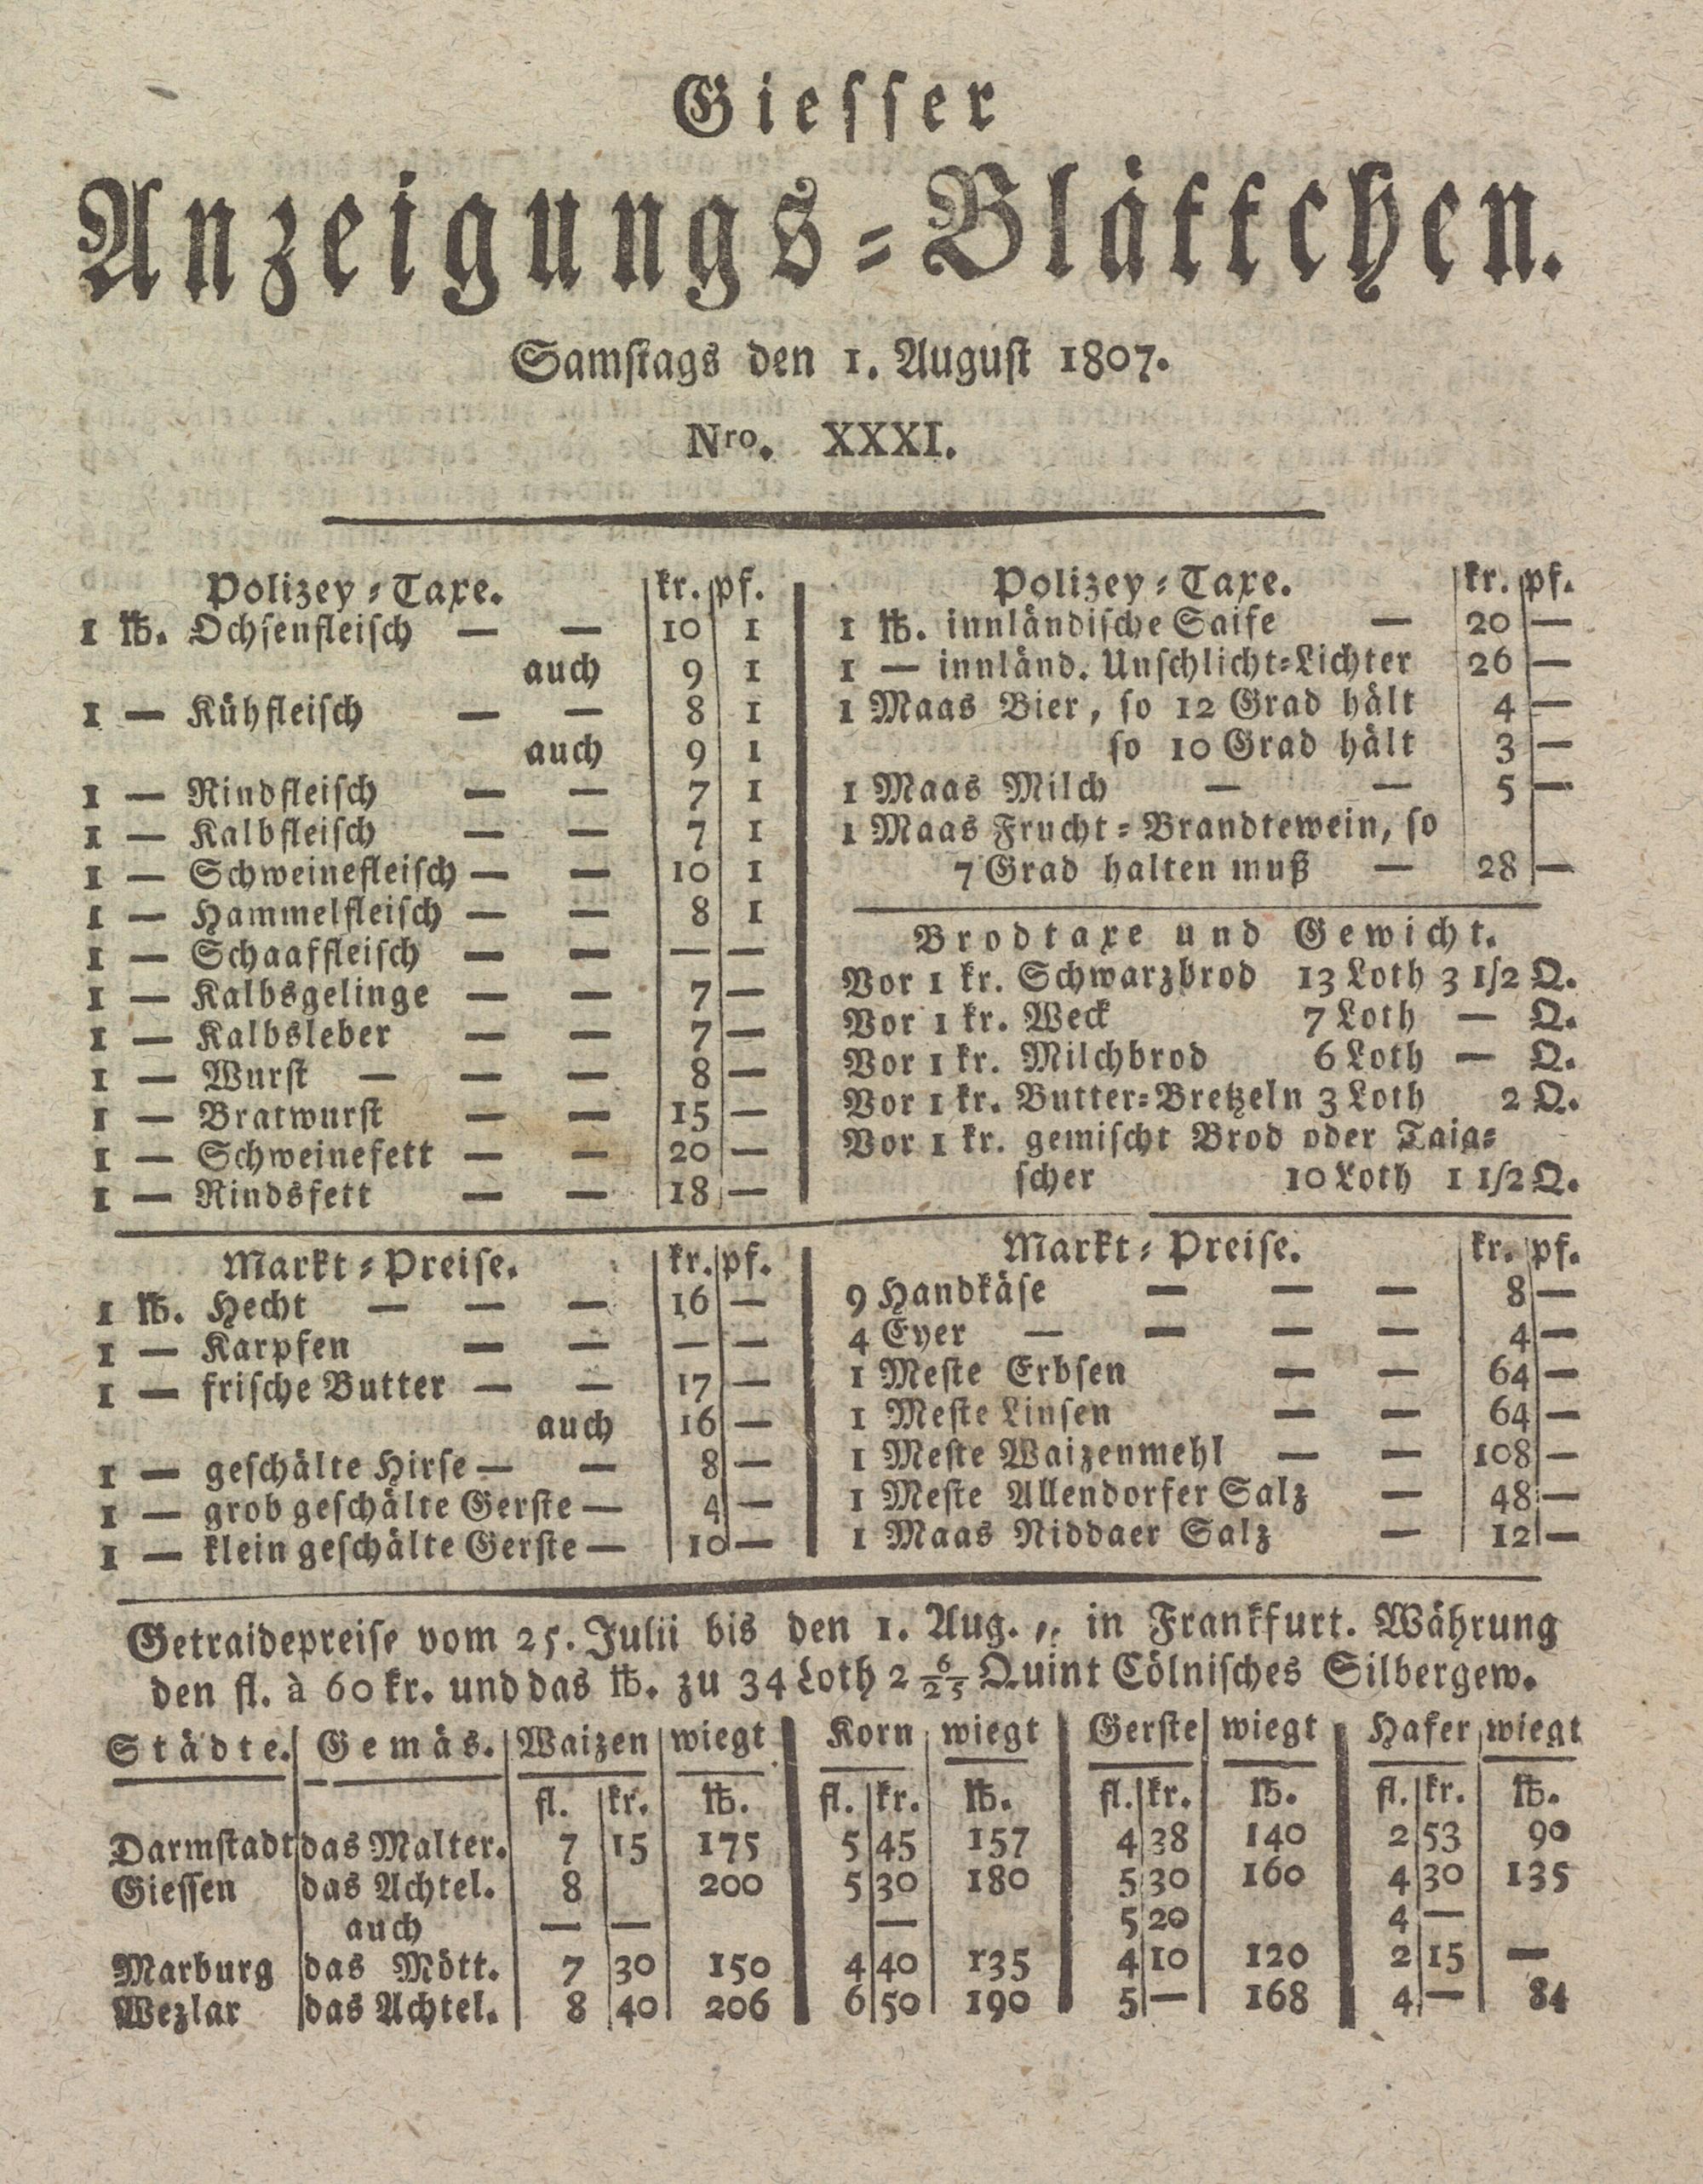 Giesser
Anzeigungs-Blättchen.
Samstags den 1. August 1807.
Nro. XXXI.
Polizey-Taxe. kr. pf.
1 ℔. Ochsenfleisch — — 10 1
auch 9 1
1 — Kühfleisch — — 8 1
auch 9 1
1 — Rindfleisch — — 7 1
1 — Kalbfleisch — — 7 1
1 — Schweinefleisch — — 10 1
1 — Hammelfleisch — — 8 1
1 — Schaaffleisch — — — —
1 — Kalbsgelinge — — 7 —
1 — Kalbsleber — — 7 —
1 — Wurst — — — 8 —
1 — Bratwurst — — 15 —
1 — Schweinefett — — 20 —
1 — Rindsfett — — 18 —
Polizey-Taxe. kr. pf.
1 ℔. innländische Saife — 20 —
1 — innländ. Unschlicht-Lichter 26 —
1 Maas Bier, so 12 Grad hält 4 —
so 10 Grad hält 3 —
1 Maas Milch — — 5 —
1 Maas Frucht-Brandtewein, so
7 Grad halten muß — 28 —
Brodtaxe und Gewicht.
Vor 1 kr. Schwarzbrod 13 Loth 3 1/2 Q.
Vor 1 kr. Weck 7 Loth — Q.
Vor 1 kr. Milchbrod 6 Loth — Q.
Vor 1 kr. Butter-Bretzeln 3 Loth 2 Q.
Vor 1 kr. gemischt Brod oder Taig-
scher 10 Loth 1 1/2 Q.
Markt-Preise. kr. pf.
1 ℔. Hecht — — — 16 —
1 — Karpfen — — — —
1 — frische Butter — — 17 —
auch 16 —
1 — geschälte Hirse — — 8 —
1 — grob geschälte Gerste — 4 —
1 — klein geschälte Gerste — 10 —
Markt-Preise. kr. pf.
9 Handkäse — — — 8 —
4 Eyer — — — — 4 —
1 Meste Erbsen — — 64 —
1 Meste Linsen — — 64 —
1 Meste Waizenmehl — — 108 —
1 Meste Allendorfer Salz — 48 —
1 Maas Niddaer Salz — 12 —
Getraidepreise vom 25. Julii bis den 1. Aug. „ in Frankfurt. Währung
den fl. à 60 kr. und das ℔. zu 34 Loth 2 6/25 Quint Cölnisches Silbergew.
Städte. Gemäs. Waizen wiegt Korn wiegt Gerste wiegt Hafer wiegt
fl. kr. ℔. fl. kr. ℔. fl. kr. ℔. fl. kr. ℔.
Darmstadt das Malter. 7 15 175 5 45 157 4 38 140 2 53 90
Giessen das Achtel. 8 200 5 30 180 5 30 160 4 30 135
auch — — — 5 20 4 —
Marburg das Mött. 7 30 150 4 40 135 4 10 120 2 15 —
Wezlar das Achtel. 8 40 206 6 50 190 5 — 168 4 — 84